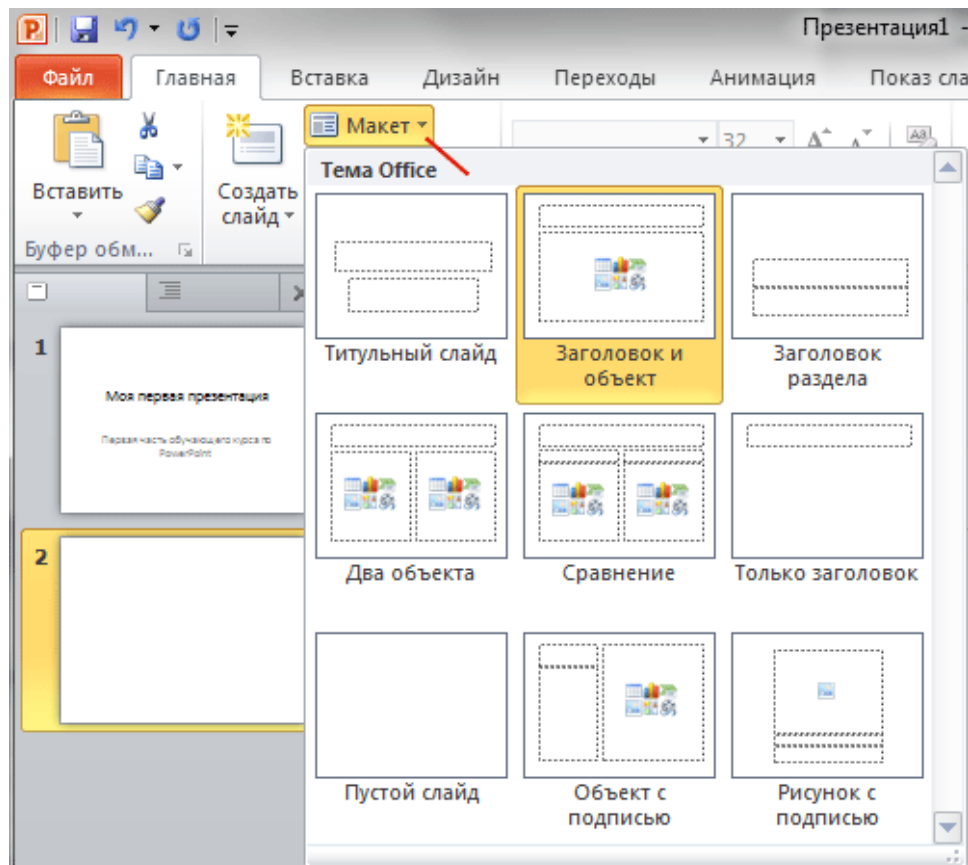 Презентация1 -
Файл Главная Вставка Дизайн Переходы Анимация Показ сла
Макет
32
Вставить
Создать слайд
Буфер обм...
Тема Office
Титульный слайд
Заголовок и объект
Заголовок раздела
1
Моя первая презентация
Первая часть обучающего курса по
PowerPoint
Два объекта
Сравнение
Только заголовок
2
Пустой слайд
Объект с подписью
Рисунок с подписью